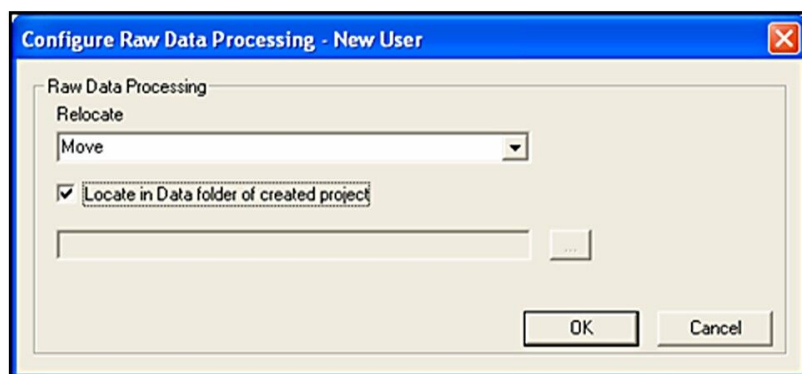 Configure Raw Data Processing - New User
Raw Data Processing
Relocate
Move
Locate in Data folder of created project
...
OK Cancel